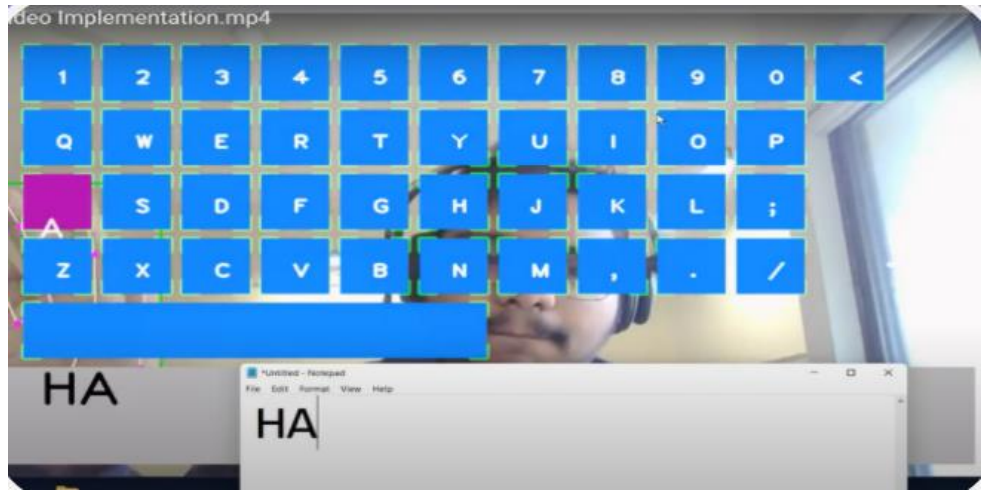 deo Implementation.mp4
1 2 3 4 5 6 7 8 9 0 <
Q W E R T Y U I O P
A S D F G H J K L ;
Z X C V B N M , . /
HA
*Untitled - Notepad
File Edit Format View Help
HA